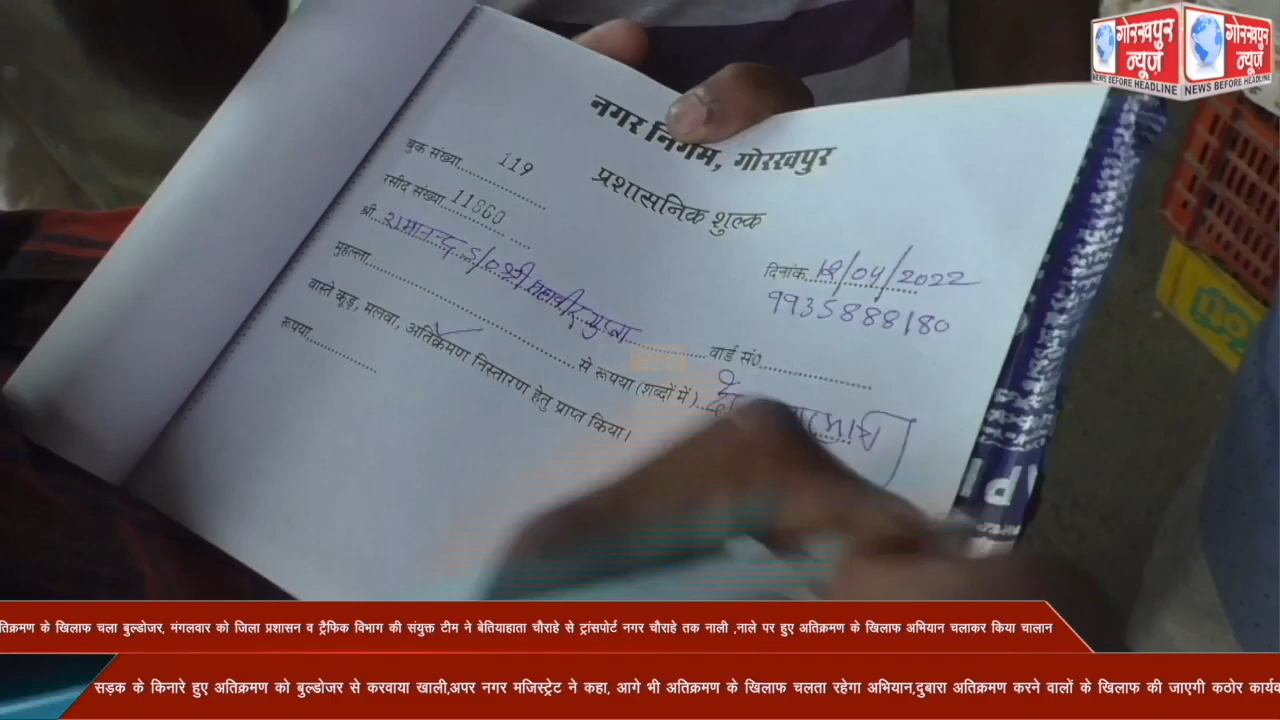 गोरखपुर न्यूज़ गोरखपुर न्यूज़
NEWS BEFORE HEADLINE NEWS BEFORE HEADLINE
नगर निगम, गोरखपुर
प्रशासनिक शुल्क
बुक संख्या.... 119
रसीद संख्या. 11860
दिनांक. /04/2022
9935888180
श्री... रामानन्द S/o श्री महावीर गुप्ता
मुहल्ला........ वार्ड सं0........
से रूपया (शब्दों में)..
वास्ते कूड़, मलवा, अतिक्रमण निस्तारण हेतु प्राप्त किया।
रूपया........
तिक्रमण के खिलाफ चला बुल्डोजर, मंगलवार को जिला प्रशासन व ट्रैफिक विभाग की संयुक्त टीम ने बेतियाहाता चौराहे से ट्रांसपोर्ट नगर चौराहे तक नाली ,नाले पर हुए अतिक्रमण के खिलाफ अभियान चलाकर किया चालान
सड़क के किनारे हुए अतिक्रमण को बुल्डोजर से करवाया खाली,अपर नगर मजिस्ट्रेट ने कहा, आगे भी अतिक्रमण के खिलाफ चलता रहेगा अभियान,दुबारा अतिक्रमण करने वालों के खिलाफ की जाएगी कठोर कार्यव